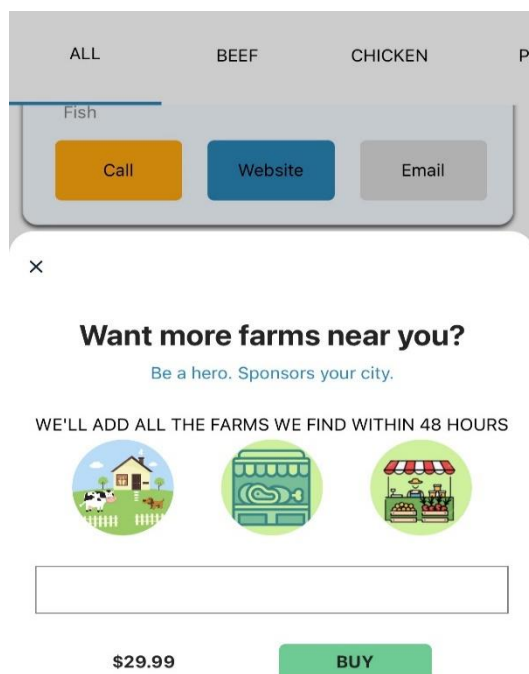 ALL BEEF CHICKEN P
Fish
Call Website Email
×
Want more farms near you?
Be a hero. Sponsors your city.
WE'LL ADD ALL THE FARMS WE FIND WITHIN 48 HOURS
$29.99 BUY